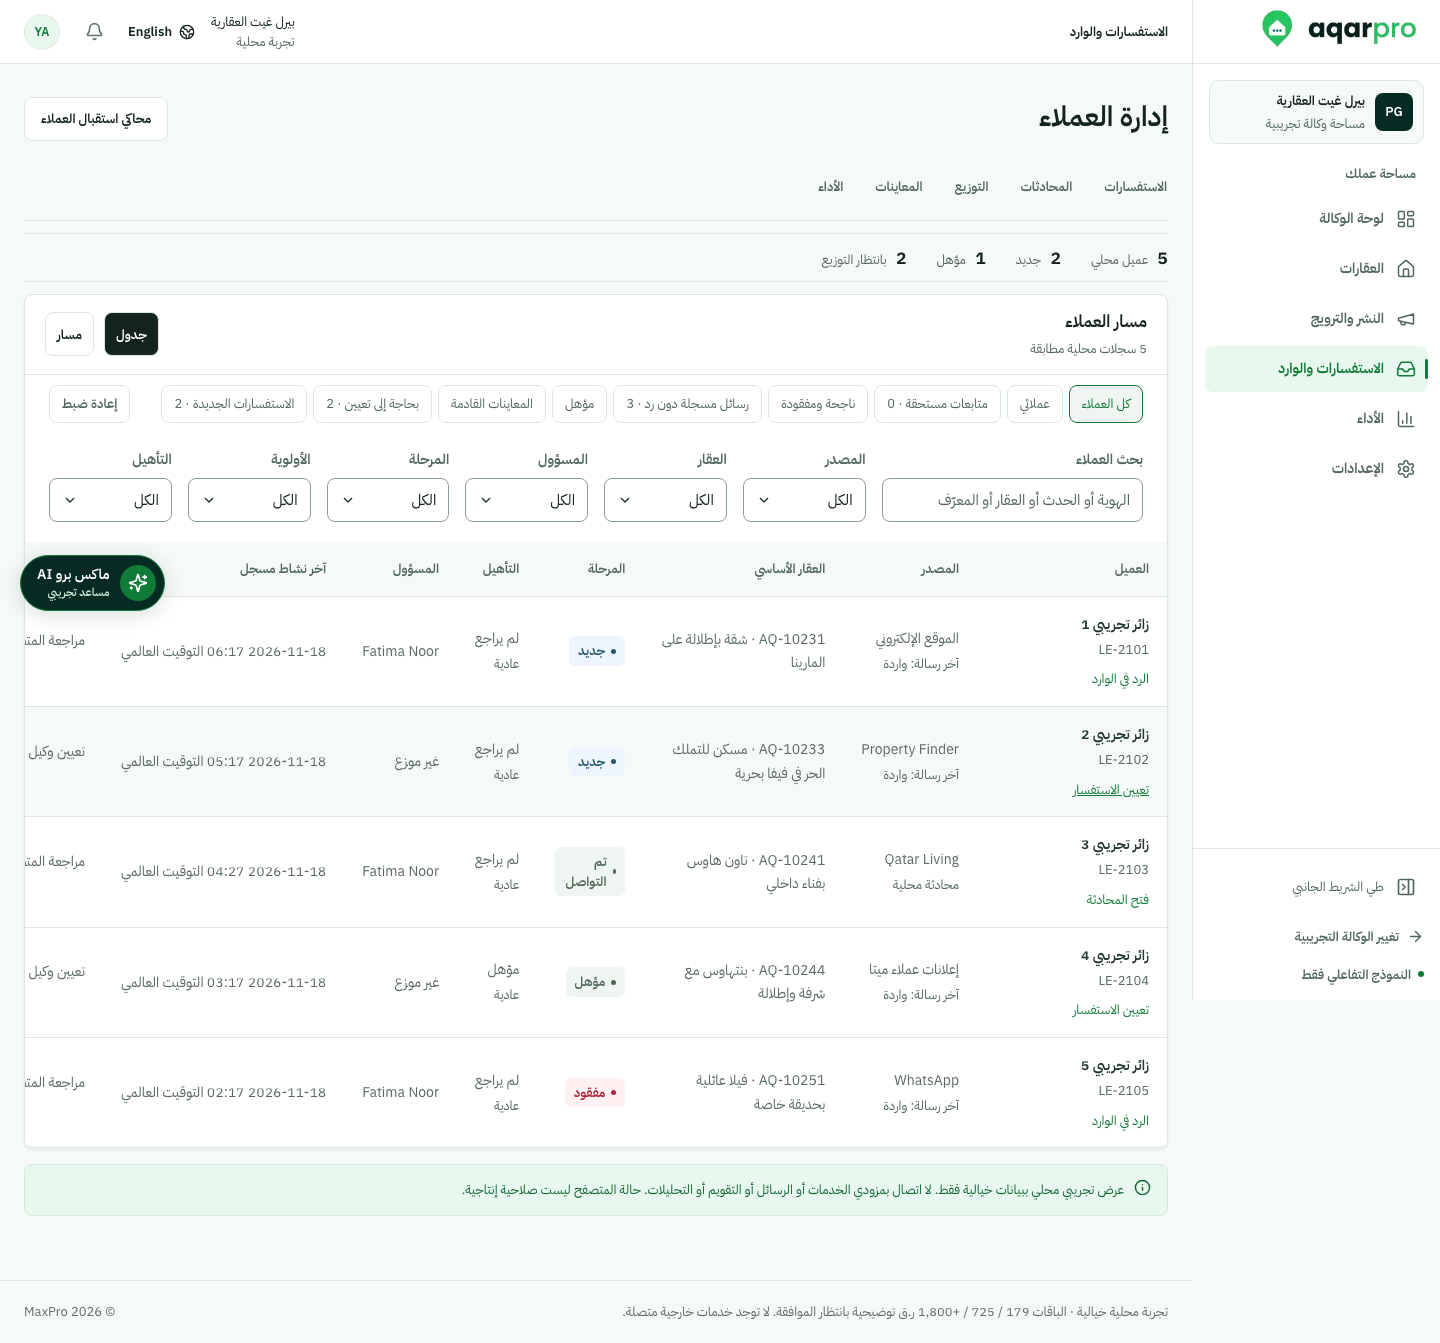 aqarpro
الاستفسارات والوارد
بيرل غيت العقارية
تجربة محلية
English
YA
PG
بيرل غيت العقارية
مساحة وكالة تجريبية
مساحة عملك
لوحة الوكالة
العقارات
النشر والترويج
الاستفسارات والوارد
الأداء
الإعدادات
طي الشريط الجانبي
تغيير الوكالة التجريبية
النموذج التفاعلي فقط
إدارة العملاء
محاكي استقبال العملاء
الاستفسارات المحادثات التوزيع المعاينات الأداء
5 عميل محلي 2 جديد 1 مؤهل 2 بانتظار التوزيع
مسار العملاء
5 سجلات محلية مطابقة
جدول مسار
كل العملاء عملائي متابعات مستحقة · 0 ناجحة ومفقودة رسائل مسجلة دون رد · 3 مؤهل المعاينات القادمة بحاجة إلى تعيين · 2 الاستفسارات الجديدة · 2 إعادة ضبط
بحث العملاء المصدر العقار المسؤول المرحلة الأولوية التأهيل
الهوية أو الحدث أو العقار أو المعرّف الكل الكل الكل الكل الكل الكل
العميل المصدر العقار الأساسي المرحلة التأهيل المسؤول آخر نشاط مسجل
ماكس برو AI
مساعد تجريبي
زائر تجريبي 1
LE-2101
الرد في الوارد
الموقع الإلكتروني
آخر رسالة: واردة
AQ-10231 · شقة بإطلالة على
المارينا
جديد
لم يراجع
عادية
Fatima Noor
2026-11-18 06:17 التوقيت العالمي
مراجعة
زائر تجريبي 2
LE-2102
تعيين الاستفسار
Property Finder
آخر رسالة: واردة
AQ-10233 · مسكن للتملك
الحر في فيفا بحرية
جديد
لم يراجع
عادية
غير موزع
2026-11-18 05:17 التوقيت العالمي
تعيين وكيل
زائر تجريبي 3
LE-2103
فتح المحادثة
Qatar Living
محادثة محلية
AQ-10241 · تاون هاوس
بفناء داخلي
تم
التواصل
لم يراجع
عادية
Fatima Noor
2026-11-18 04:27 التوقيت العالمي
مراجعة
زائر تجريبي 4
LE-2104
تعيين الاستفسار
إعلانات عملاء ميتا
آخر رسالة: واردة
AQ-10244 · بنتهاوس مع
شرفة وإطلالة
مؤهل
مؤهل
عادية
غير موزع
2026-11-18 03:17 التوقيت العالمي
تعيين وكيل
زائر تجريبي 5
LE-2105
الرد في الوارد
WhatsApp
آخر رسالة: واردة
AQ-10251 · فيلا عائلية
بحديقة خاصة
مفقود
لم يراجع
عادية
Fatima Noor
2026-11-18 02:17 التوقيت العالمي
مراجعة
عرض تجريبي محلي ببيانات خيالية فقط. لا اتصال بمزودي الخدمات أو الرسائل أو التقويم أو التحليلات. حالة المتصفح ليست صلاحية إنتاجية.
تجربة محلية خيالية · الباقات 179 / 725 / +1,800 ر.ق توضيحية بانتظار الموافقة. لا توجد خدمات خارجية متصلة.
© 2026 MaxPro